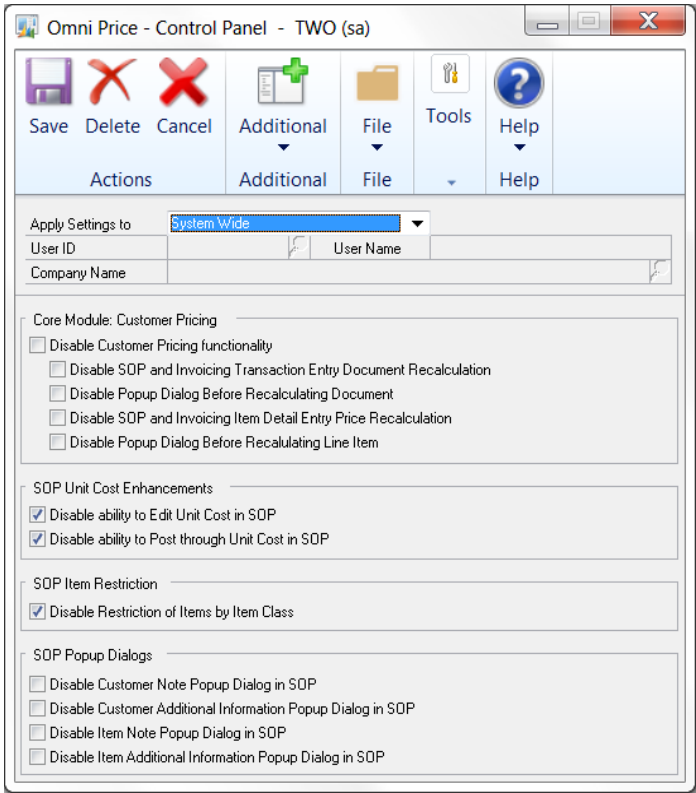 Omni Price - Control Panel - TWO (sa)
Save Delete Cancel Additional File Tools Help
Actions Additional File Help
Apply Settings to System Wide
User ID User Name
Company Name
Core Module: Customer Pricing
Disable Customer Pricing functionality
Disable SOP and Invoicing Transaction Entry Document Recalculation
Disable Popup Dialog Before Recalculating Document
Disable SOP and Invoicing Item Detail Entry Price Recalculation
Disable Popup Dialog Before Recalulating Line Item
SOP Unit Cost Enhancements
Disable ability to Edit Unit Cost in SOP
Disable ability to Post through Unit Cost in SOP
SOP Item Restriction
Disable Restriction of Items by Item Class
SOP Popup Dialogs
Disable Customer Note Popup Dialog in SOP
Disable Customer Additional Information Popup Dialog in SOP
Disable Item Note Popup Dialog in SOP
Disable Item Additional Information Popup Dialog in SOP